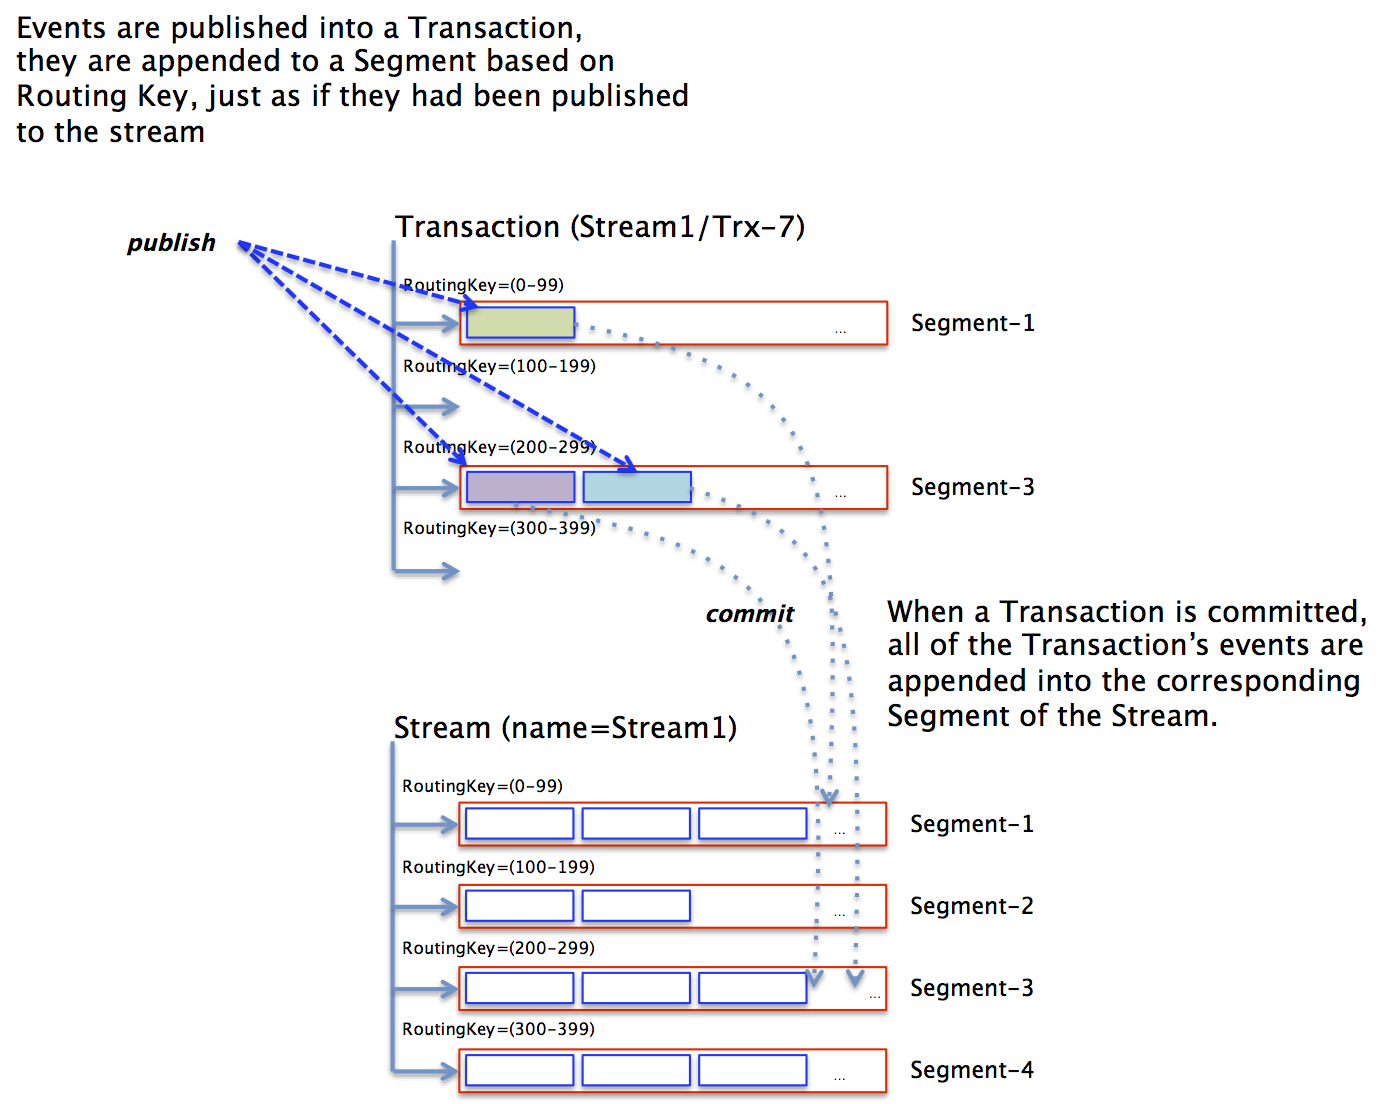 Events are published into a Transaction,
they are appended to a Segment based on
Routing Key, just as if they had been published
to the stream
Transaction (Stream1/Trx-7)
publish
RoutingKey=(0-99)
...
Segment-1
RoutingKey=(100-199)
RoutingKey=(200-299)
...
Segment-3
RoutingKey=(300-399)
commit
When a Transaction is committed,
all of the Transaction’s events are
appended into the corresponding
Segment of the Stream.
Stream (name=Stream1)
RoutingKey=(0-99)
...
Segment-1
RoutingKey=(100-199)
...
Segment-2
RoutingKey=(200-299)
...
Segment-3
RoutingKey=(300-399)
...
Segment-4